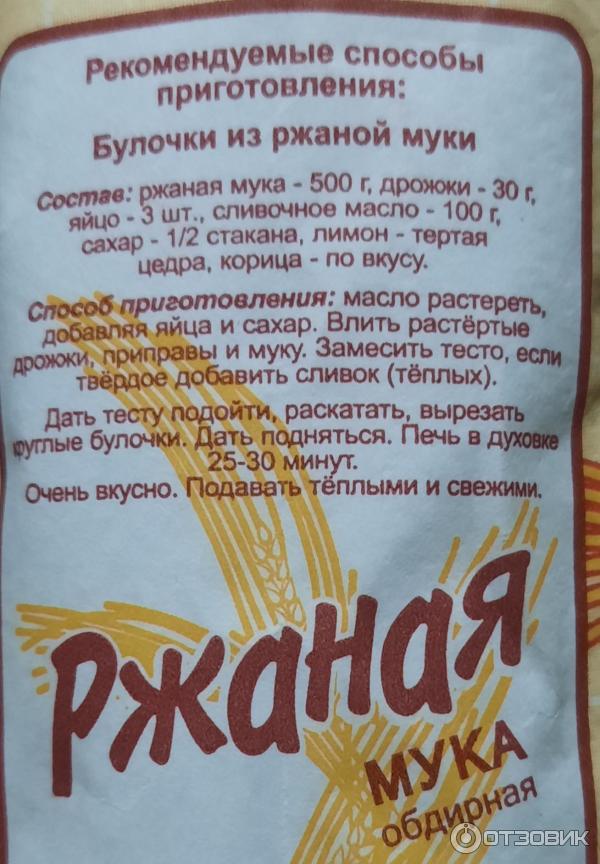 Рекомендуемые способы
приготовления:
Булочки из ржаной муки
Состав: ржаная мука - 500 г, дрожжи - 30 г,
яйцо - 3 шт., сливочное масло - 100 г,
сахар - 1/2 стакана, лимон - тертая
цедра, корица - по вкусу.
Способ приготовления: масло растереть,
добавляя яйца и сахар. Влить растёртые
дрожжи, приправы и муку. Замесить тесто, если
твёрдое добавить сливок (тёплых).
Дать тесту подойти, раскатать, вырезать
круглые булочки. Дать подняться. Печь в духовке
25-30 минут.
Очень вкусно. Подавать тёплыми и свежими.
Ржаная
МУКА
обдирная
ОТЗОВИК